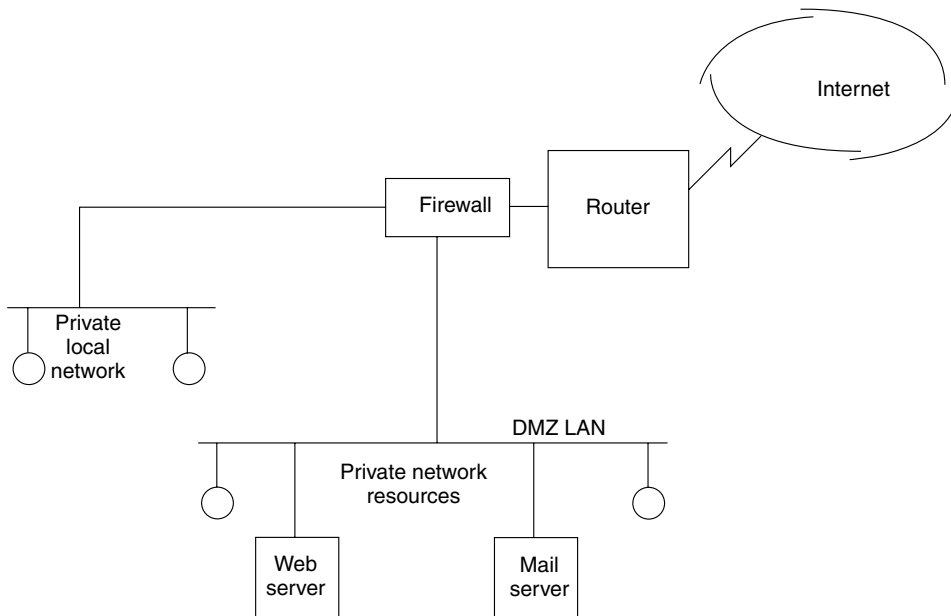 Internet
Firewall
Router
Private
local
network
DMZ LAN
Private network
resources
Web
server
Mail
server